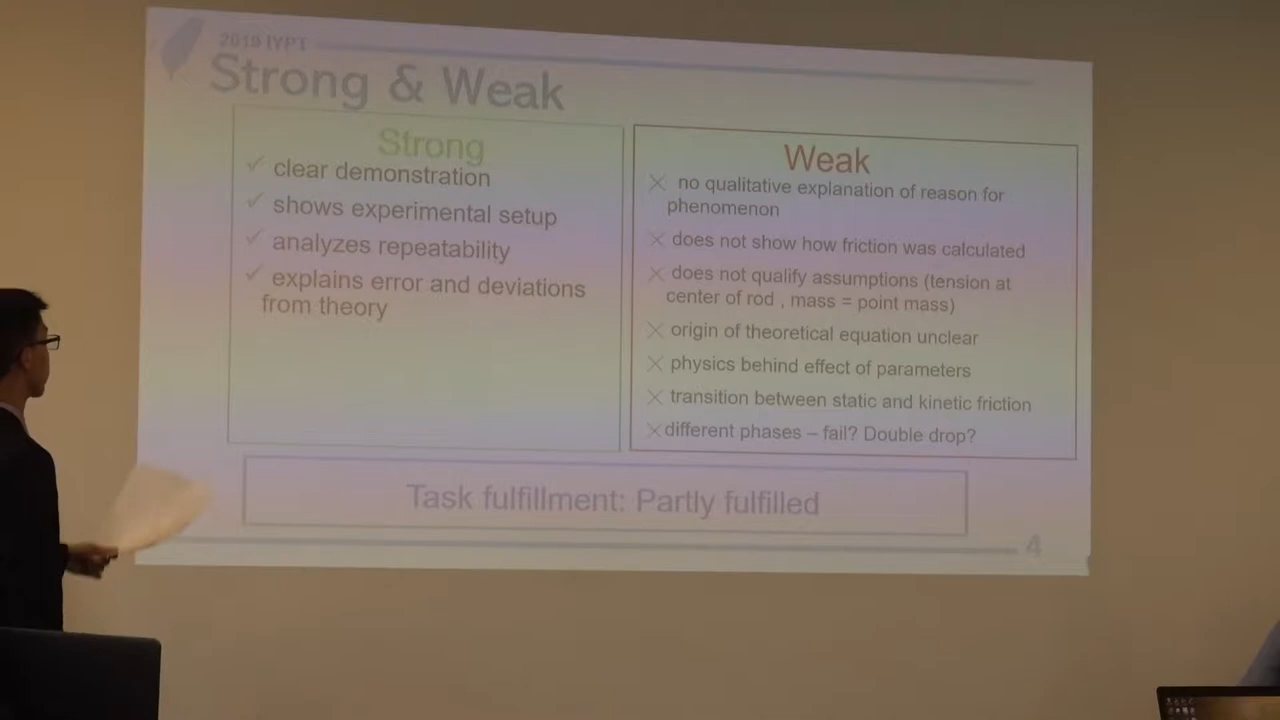 2019 IYPT
Strong & Weak
Strong
✓ clear demonstration
✓ shows experimental setup
✓ analyzes repeatability
✓ explains error and deviations
from theory
Weak
× no qualitative explanation of reason for
phenomenon
× does not show how friction was calculated
× does not qualify assumptions (tension at
center of rod , mass = point mass)
× origin of theoretical equation unclear
× physics behind effect of parameters
× transition between static and kinetic friction
× different phases – fail? Double drop?
Task fulfillment: Partly fulfilled
4